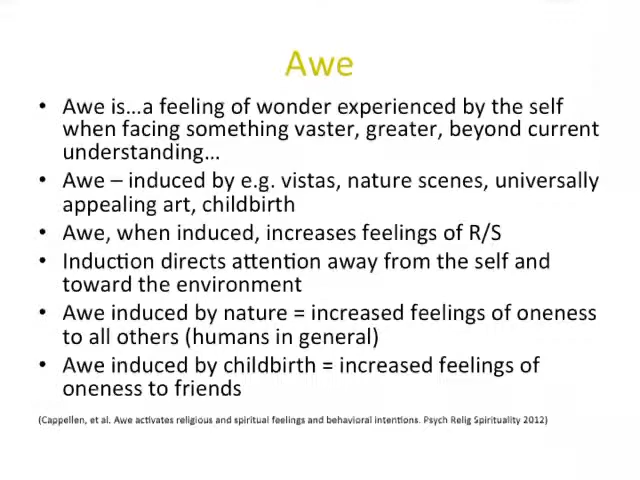 Awe
• Awe is…a feeling of wonder experienced by the self
when facing something vaster, greater, beyond current
understanding…
• Awe – induced by e.g. vistas, nature scenes, universally
appealing art, childbirth
• Awe, when induced, increases feelings of R/S
• Induction directs attention away from the self and
toward the environment
• Awe induced by nature = increased feelings of oneness
to all others (humans in general)
• Awe induced by childbirth = increased feelings of
oneness to friends
(Cappellen, et al. Awe activates religious and spiritual feelings and behavioral intentions. Psych Relig Spirituality 2012)